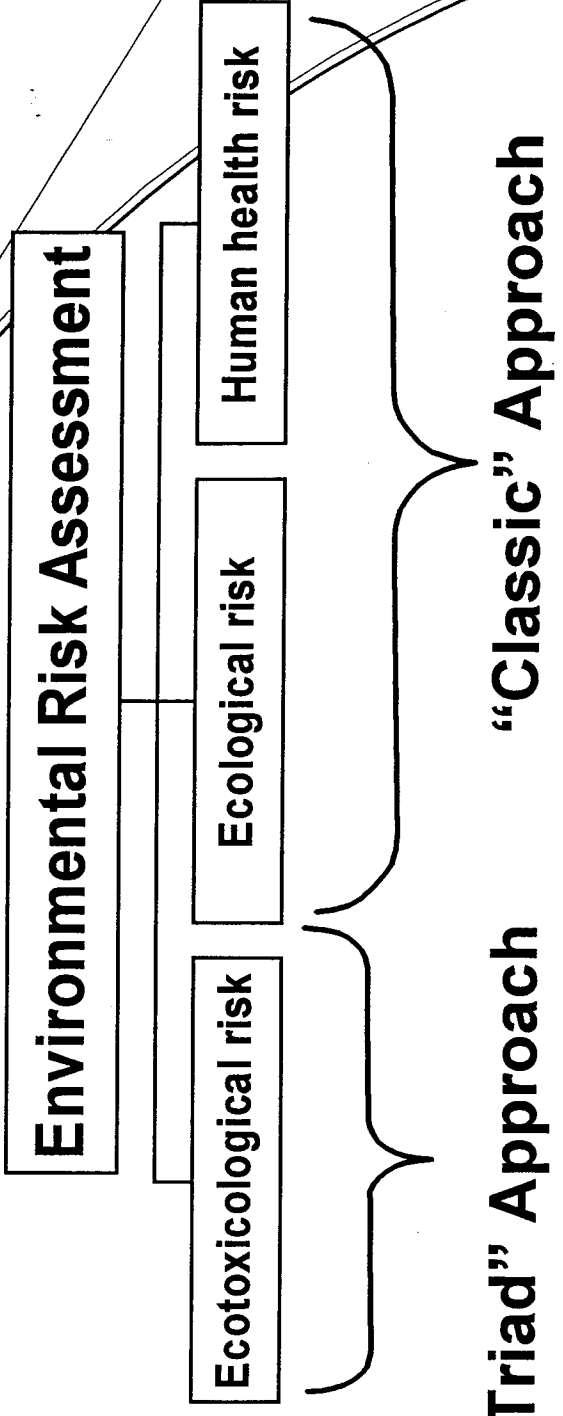 Environmental Risk Assessment
Ecotoxicological risk
Ecological risk
Human health risk
Triad” Approach
“Classic” Approach